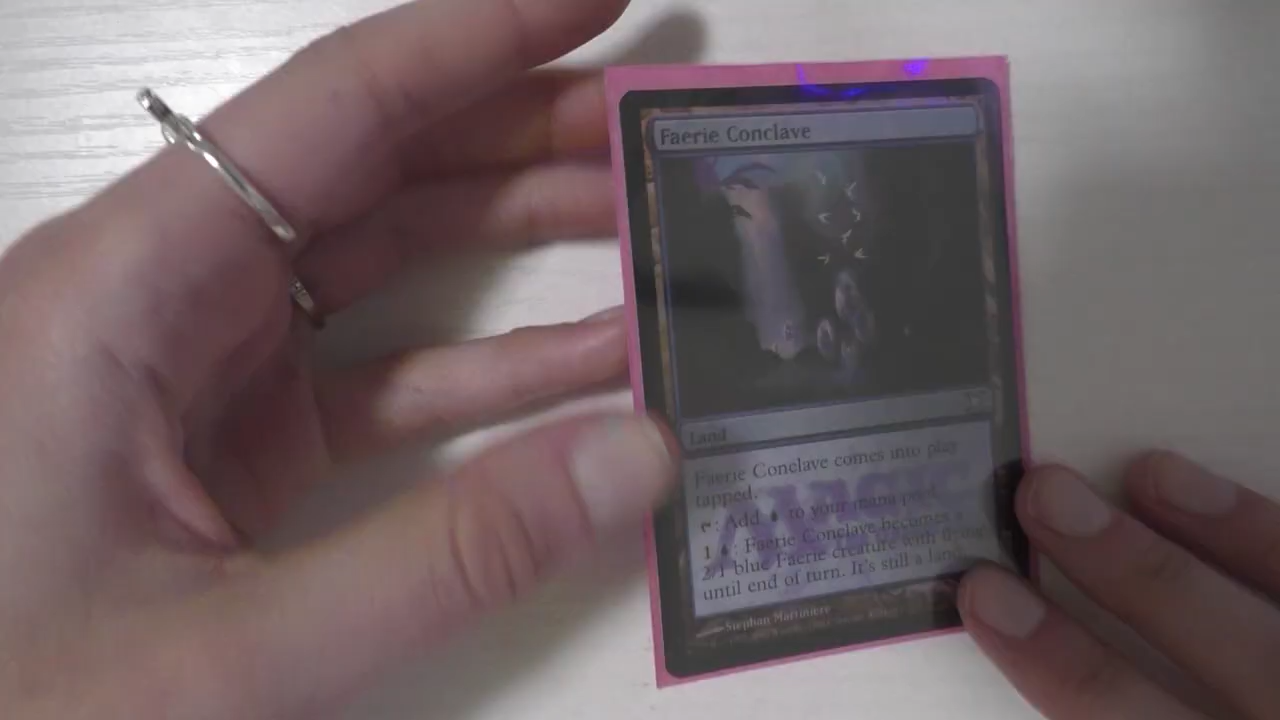 Faerie Conclave
Land
Faerie Conclave comes into play
tapped.
: Add to your mana pool.
1 : Faerie Conclave becomes a
2/1 blue Faerie creature with flying
until end of turn. It's still a land.
Stephan Martiniere